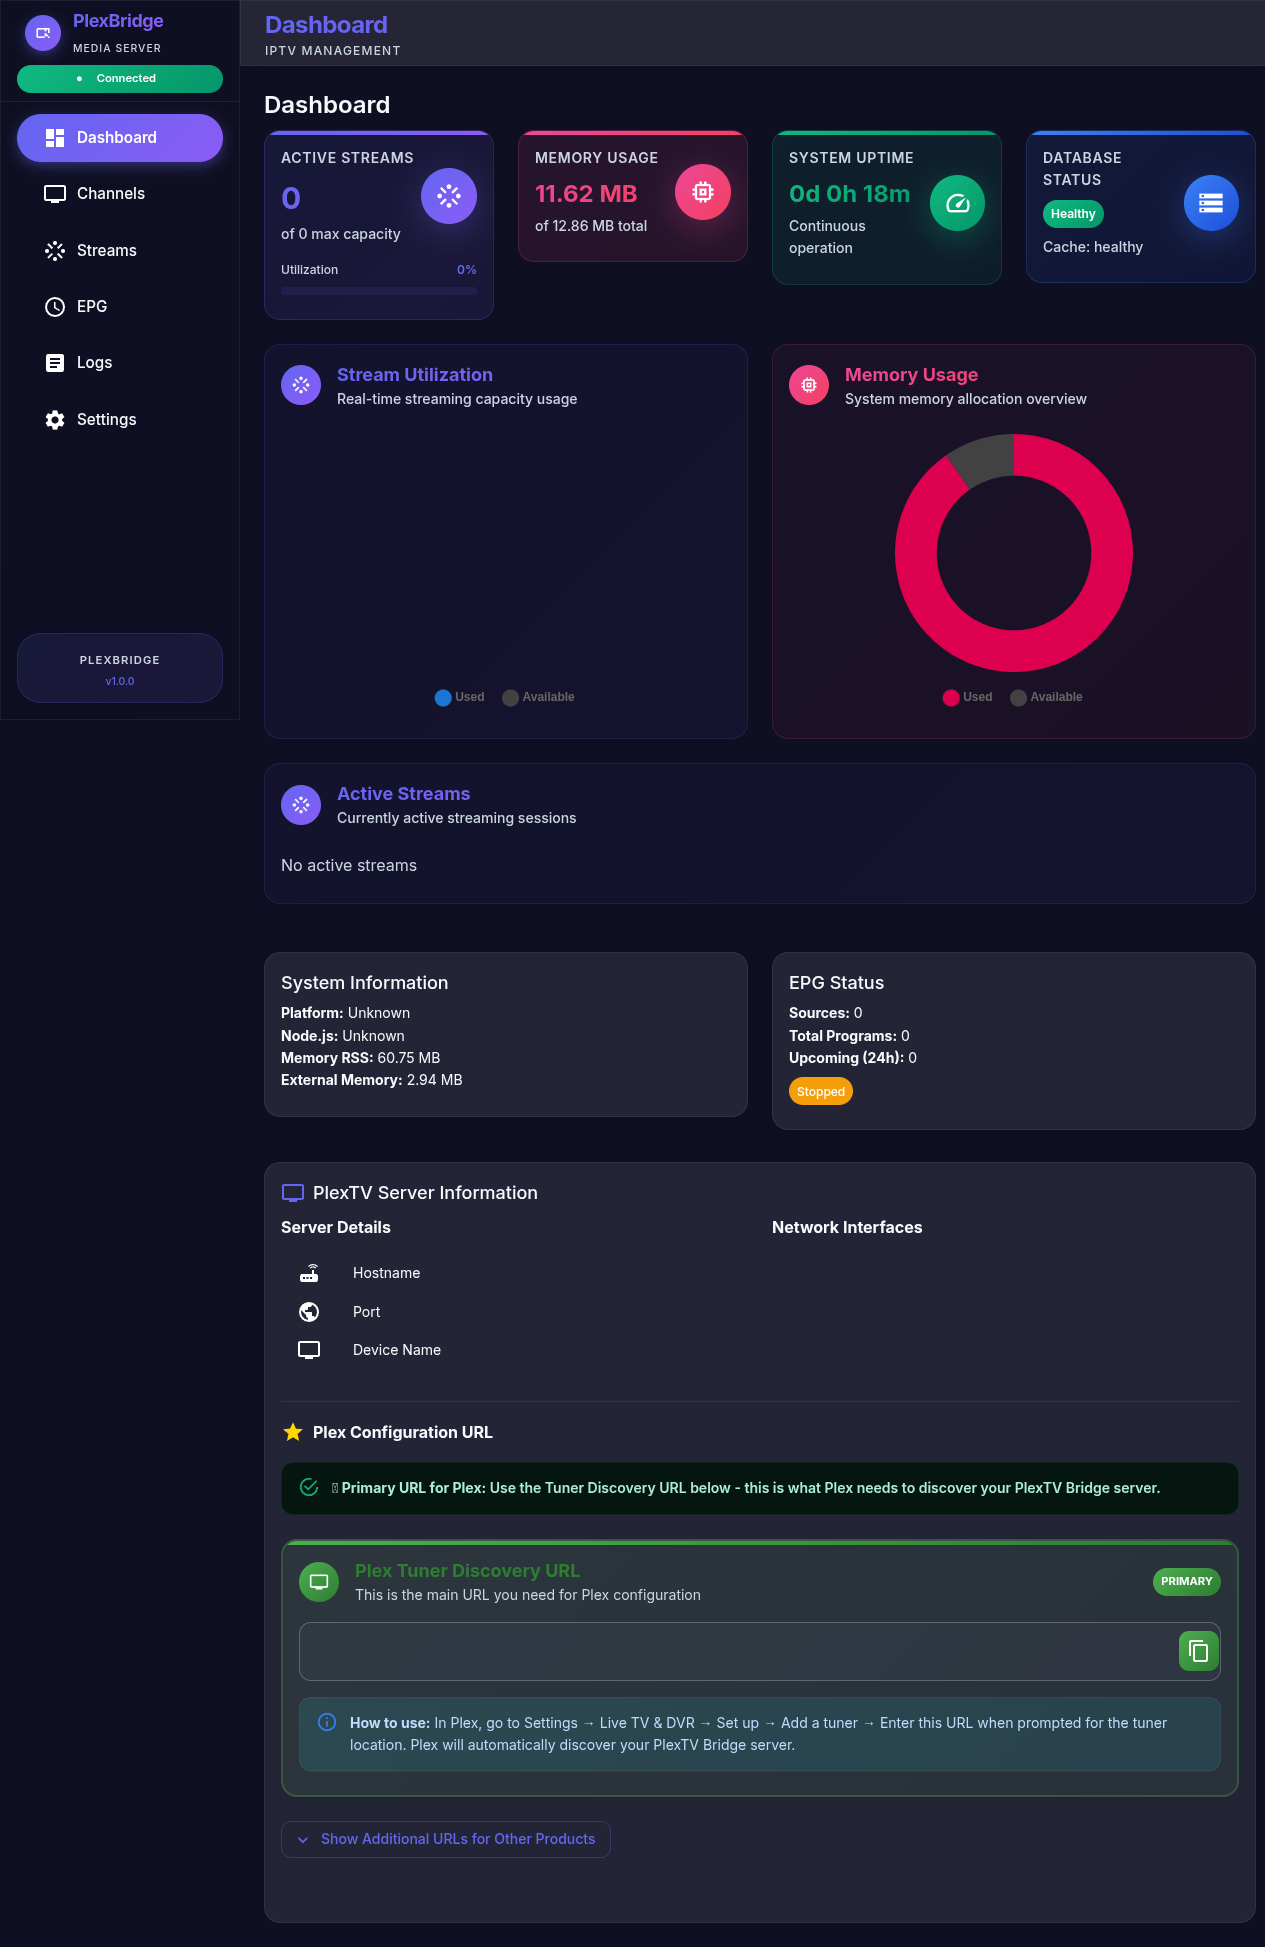 PlexBridge
MEDIA SERVER
Connected
Dashboard
Channels
Streams
EPG
Logs
Settings
PLEXBRIDGE
v1.0.0
Dashboard
IPTV MANAGEMENT
Dashboard
ACTIVE STREAMS
0
of 0 max capacity
Utilization 0%
MEMORY USAGE
11.62 MB
of 12.86 MB total
SYSTEM UPTIME
0d 0h 18m
Continuous
operation
DATABASE
STATUS
Healthy
Cache: healthy
Stream Utilization
Real-time streaming capacity usage
Used Available
Memory Usage
System memory allocation overview
Used Available
Active Streams
Currently active streaming sessions
No active streams
System Information
Platform: Unknown
Node.js: Unknown
Memory RSS: 60.75 MB
External Memory: 2.94 MB
EPG Status
Sources: 0
Total Programs: 0
Upcoming (24h): 0
Stopped
PlexTV Server Information
Server Details
Hostname
Port
Device Name
Network Interfaces
Plex Configuration URL
Primary URL for Plex: Use the Tuner Discovery URL below - this is what Plex needs to discover your PlexTV Bridge server.
Plex Tuner Discovery URL
This is the main URL you need for Plex configuration
PRIMARY
How to use: In Plex, go to Settings → Live TV & DVR → Set up → Add a tuner → Enter this URL when prompted for the tuner
location. Plex will automatically discover your PlexTV Bridge server.
Show Additional URLs for Other Products